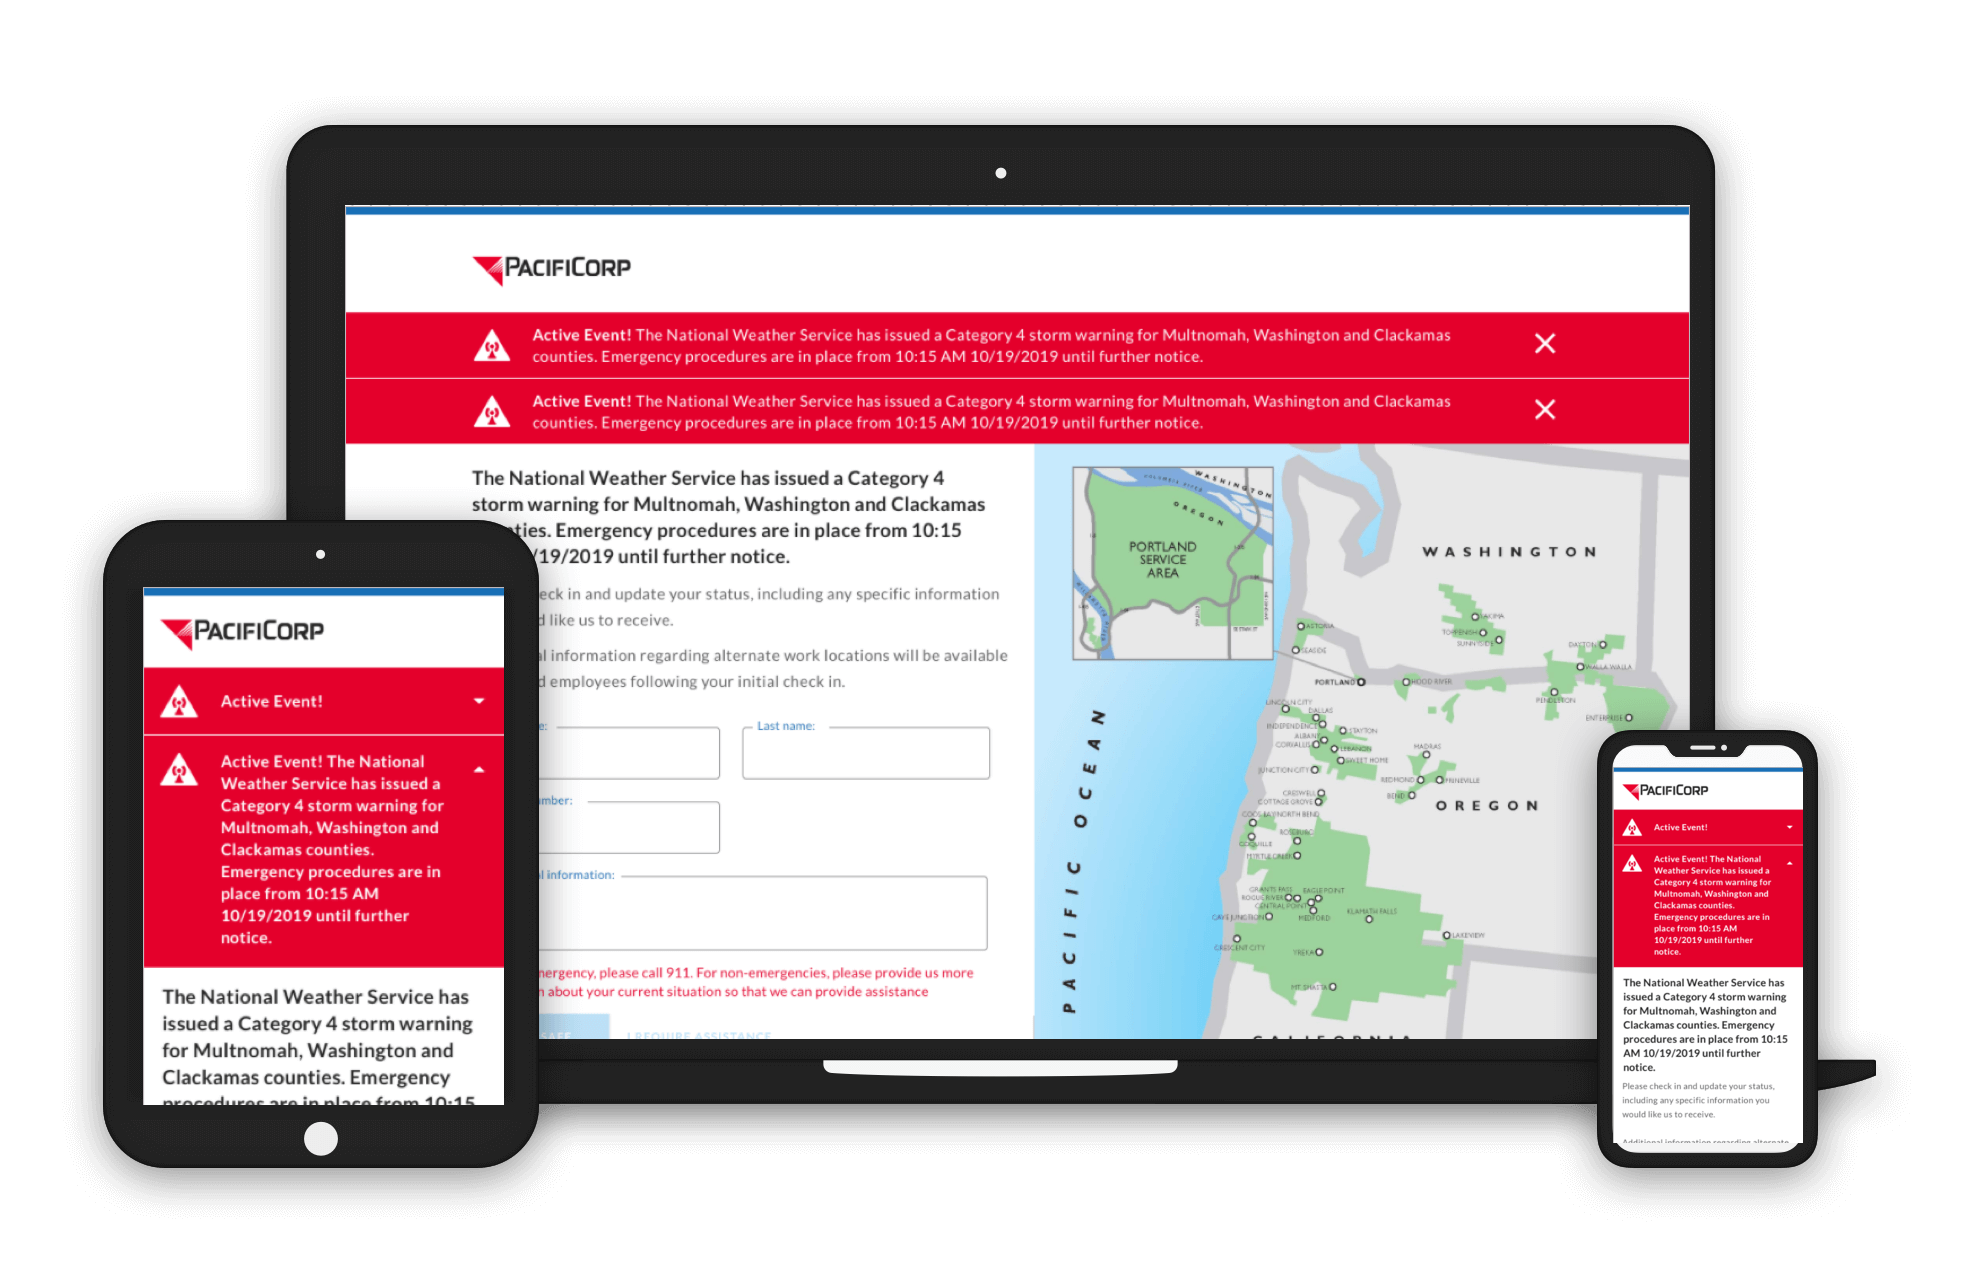 PACIFICORP
Active Event! The National Weather Service has issued a Category 4 storm warning for Multnomah, Washington and Clackamas
counties. Emergency procedures are in place from 10:15 AM 10/19/2019 until further notice.
Active Event! The National Weather Service has issued a Category 4 storm warning for Multnomah, Washington and Clackamas
counties. Emergency procedures are in place from 10:15 AM 10/19/2019 until further notice.
The National Weather Service has issued a Category 4
storm warning for Multnomah, Washington and Clackamas
ties. Emergency procedures are in place from 10:15
/19/2019 until further notice.
eck in and update your status, including any specific information
d like us to receive.
al information regarding alternate work locations will be available
d employees following your initial check in.
e:
Last name:
mber:
l information:
nergency, please call 911. For non-emergencies, please provide us more
n about your current situation so that we can provide assistance
SAFE
I REQUIRE ASSISTANCE
COLUMBIA RIVER
WASHINGTON
OREGON
PORTLAND
SERVICE
AREA
WASHINGTON
ASTORIA
SEASIDE
YAKIMA
TOPPENISH
SUNNYSIDE
DAYTON
WALLA WALLA
PORTLAND
HOOD RIVER
PENDLETON
ENTERPRISE
LINCOLN CITY
DALLAS
INDEPENDENCE
STAYTON
ALBANY
CORVALLIS
LEBANON
SWEET HOME
MADRAS
JUNCTION CITY
REDMOND
PRINEVILLE
BEND
OREGON
CRESWELL
COTTAGE GROVE
COOS BAY/NORTH BEND
ROSEBURG
COQUILLE
MYRTLE CREEK
GRANTS PASS
EAGLE POINT
ROGUE RIVER
CENTRAL POINT
CAVE JUNCTION
MEDFORD
KLAMATH FALLS
LAKEVIEW
CRESCENT CITY
YREKA
MT. SHASTA
CALIFORNIA
PACIFIC OCEAN
PACIFICORP
Active Event!
Active Event! The National
Weather Service has issued a
Category 4 storm warning for
Multnomah, Washington and
Clackamas counties.
Emergency procedures are in
place from 10:15 AM
10/19/2019 until further
notice.
The National Weather Service has
issued a Category 4 storm warning
for Multnomah, Washington and
Clackamas counties. Emergency
procedures are in place from 10:15
PACIFICORP
Active Event!
Active Event! The National
Weather Service has issued a
Category 4 storm warning for
Multnomah, Washington and
Clackamas counties.
Emergency procedures are in
place from 10:15 AM
10/19/2019 until further
notice.
The National Weather Service has
issued a Category 4 storm warning
for Multnomah, Washington and
Clackamas counties. Emergency
procedures are in place from 10:15
AM 10/19/2019 until further
notice.
Please check in and update your status,
including any specific information you
would like us to receive.
Additional information regarding alternate